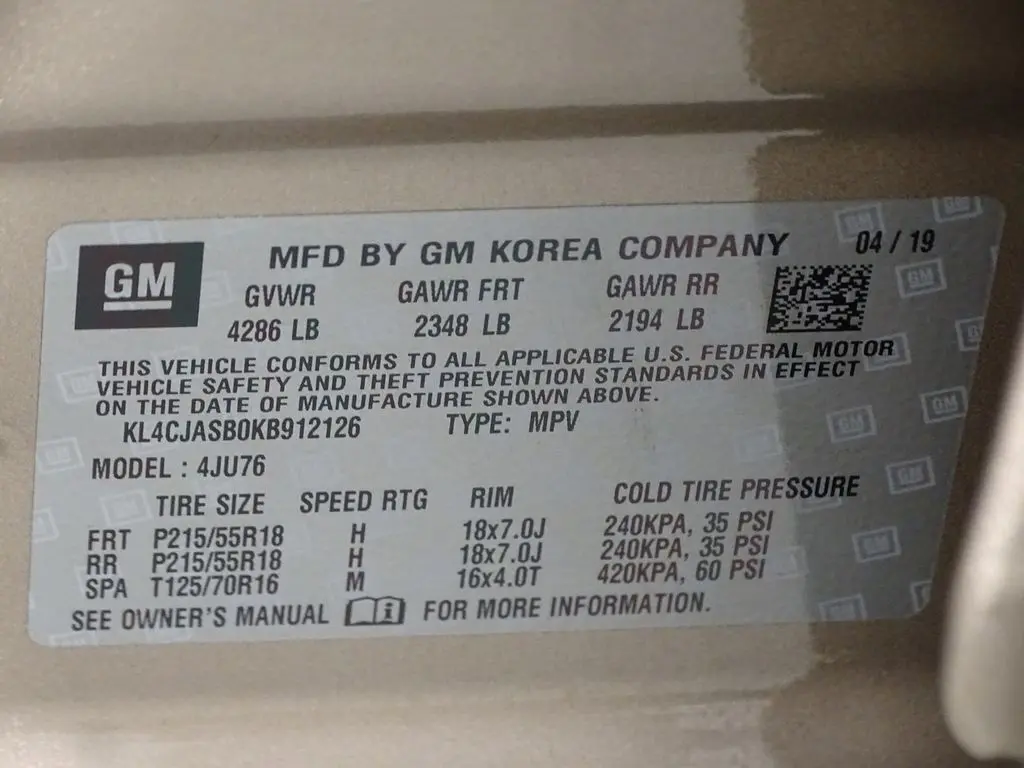 GM
MFD BY GM KOREA COMPANY 04 / 19
GVWR GAWR FRT GAWR RR
4286 LB 2348 LB 2194 LB
THIS VEHICLE CONFORMS TO ALL APPLICABLE U.S. FEDERAL MOTOR
VEHICLE SAFETY AND THEFT PREVENTION STANDARDS IN EFFECT
ON THE DATE OF MANUFACTURE SHOWN ABOVE.
KL4CJASB0KB912126 TYPE: MPV
MODEL : 4JU76
TIRE SIZE SPEED RTG RIM COLD TIRE PRESSURE
FRT P215/55R18 H 18x7.0J 240KPA, 35 PSI
RR P215/55R18 H 18x7.0J 240KPA, 35 PSI
SPA T125/70R16 M 16x4.0T 420KPA, 60 PSI
SEE OWNER'S MANUAL FOR MORE INFORMATION.